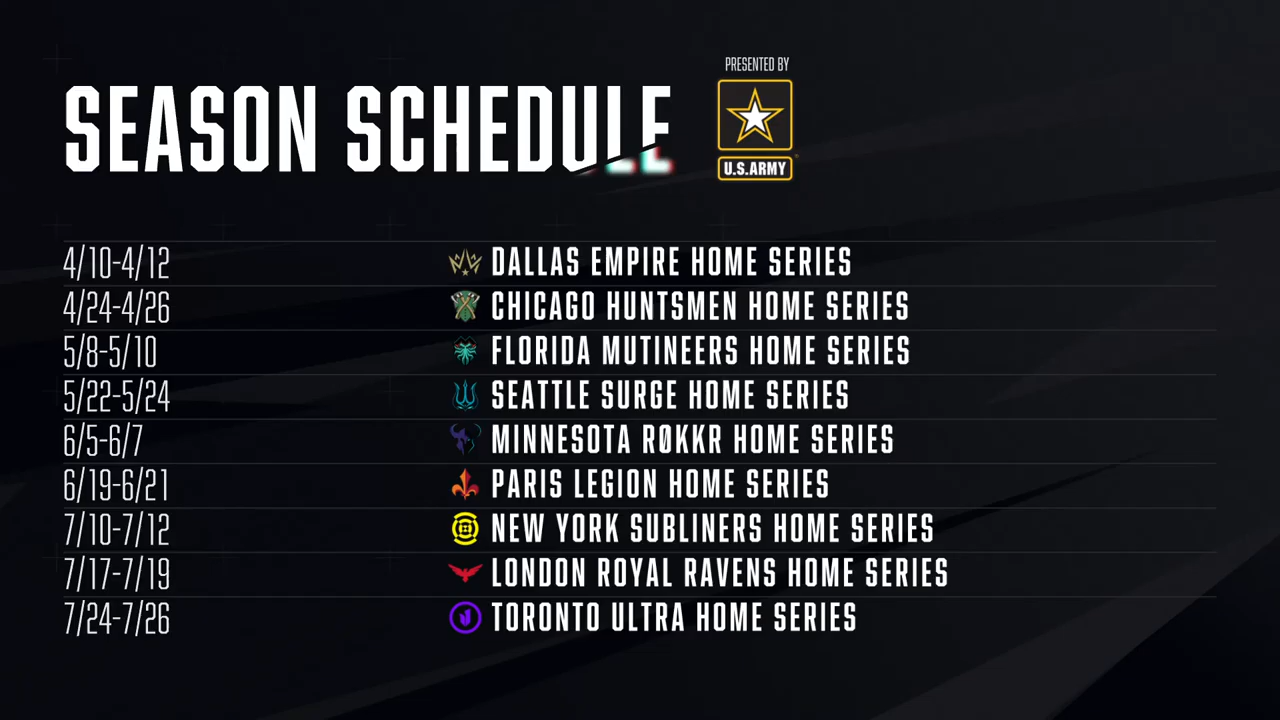 PRESENTED BY
SEASON SCHEDULE
U.S.ARMY
4/10-4/12 DALLAS EMPIRE HOME SERIES
4/24-4/26 CHICAGO HUNTSMEN HOME SERIES
5/8-5/10 FLORIDA MUTINEERS HOME SERIES
5/22-5/24 SEATTLE SURGE HOME SERIES
6/5-6/7 MINNESOTA RØKKR HOME SERIES
6/19-6/21 PARIS LEGION HOME SERIES
7/10-7/12 NEW YORK SUBLINERS HOME SERIES
7/17-7/19 LONDON ROYAL RAVENS HOME SERIES
7/24-7/26 TORONTO ULTRA HOME SERIES